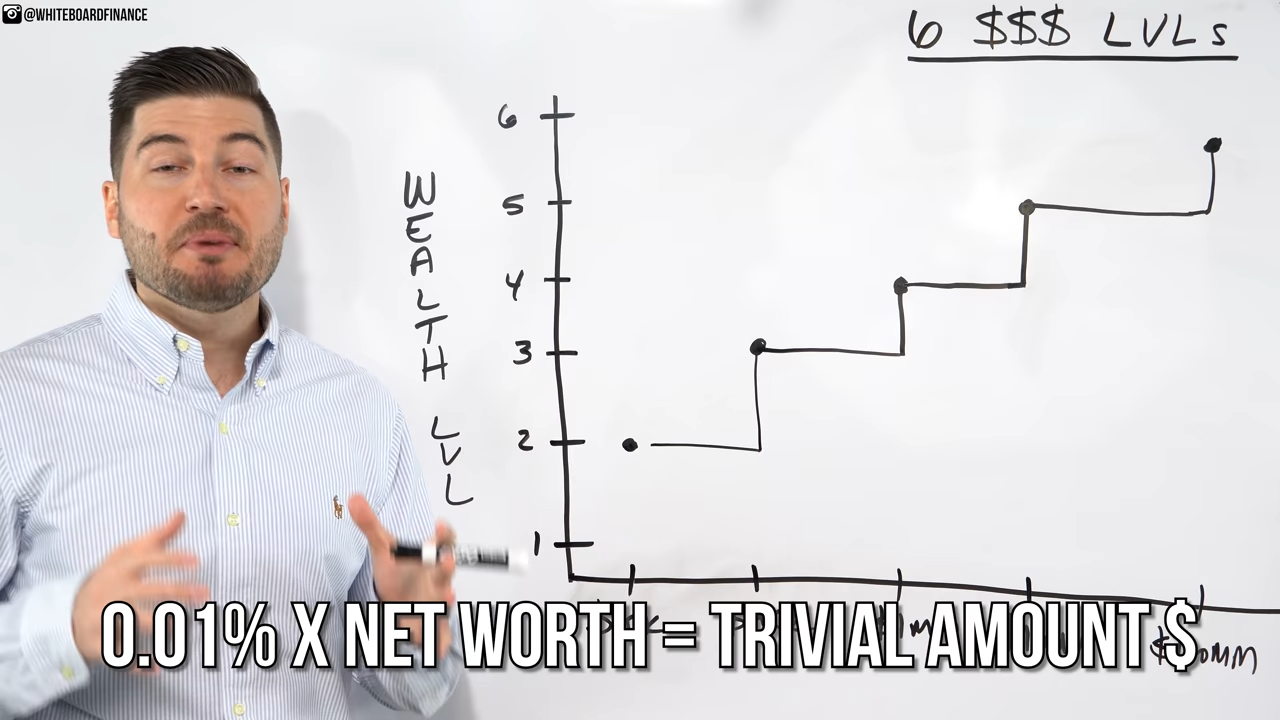 @WHITEBOARDFINANCE
6 $$$ LVLs
WEALTH LVL
6
5
4
3
2
1
0.01% X NET WORTH = TRIVIAL AMOUNT $